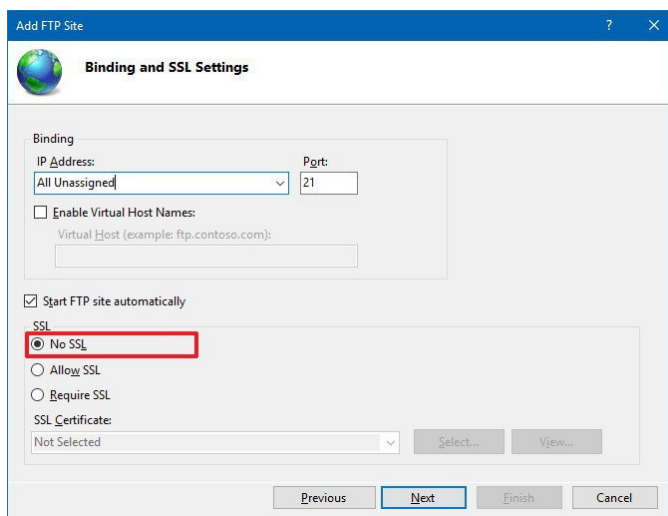 Add FTP Site
Binding and SSL Settings
Binding
IP Address: Port:
All Unassigned 21
Enable Virtual Host Names:
Virtual Host (example: ftp.contoso.com):
Start FTP site automatically
SSL
No SSL
Allow SSL
Require SSL
SSL Certificate:
Not Selected Select... View...
Previous Next Finish Cancel